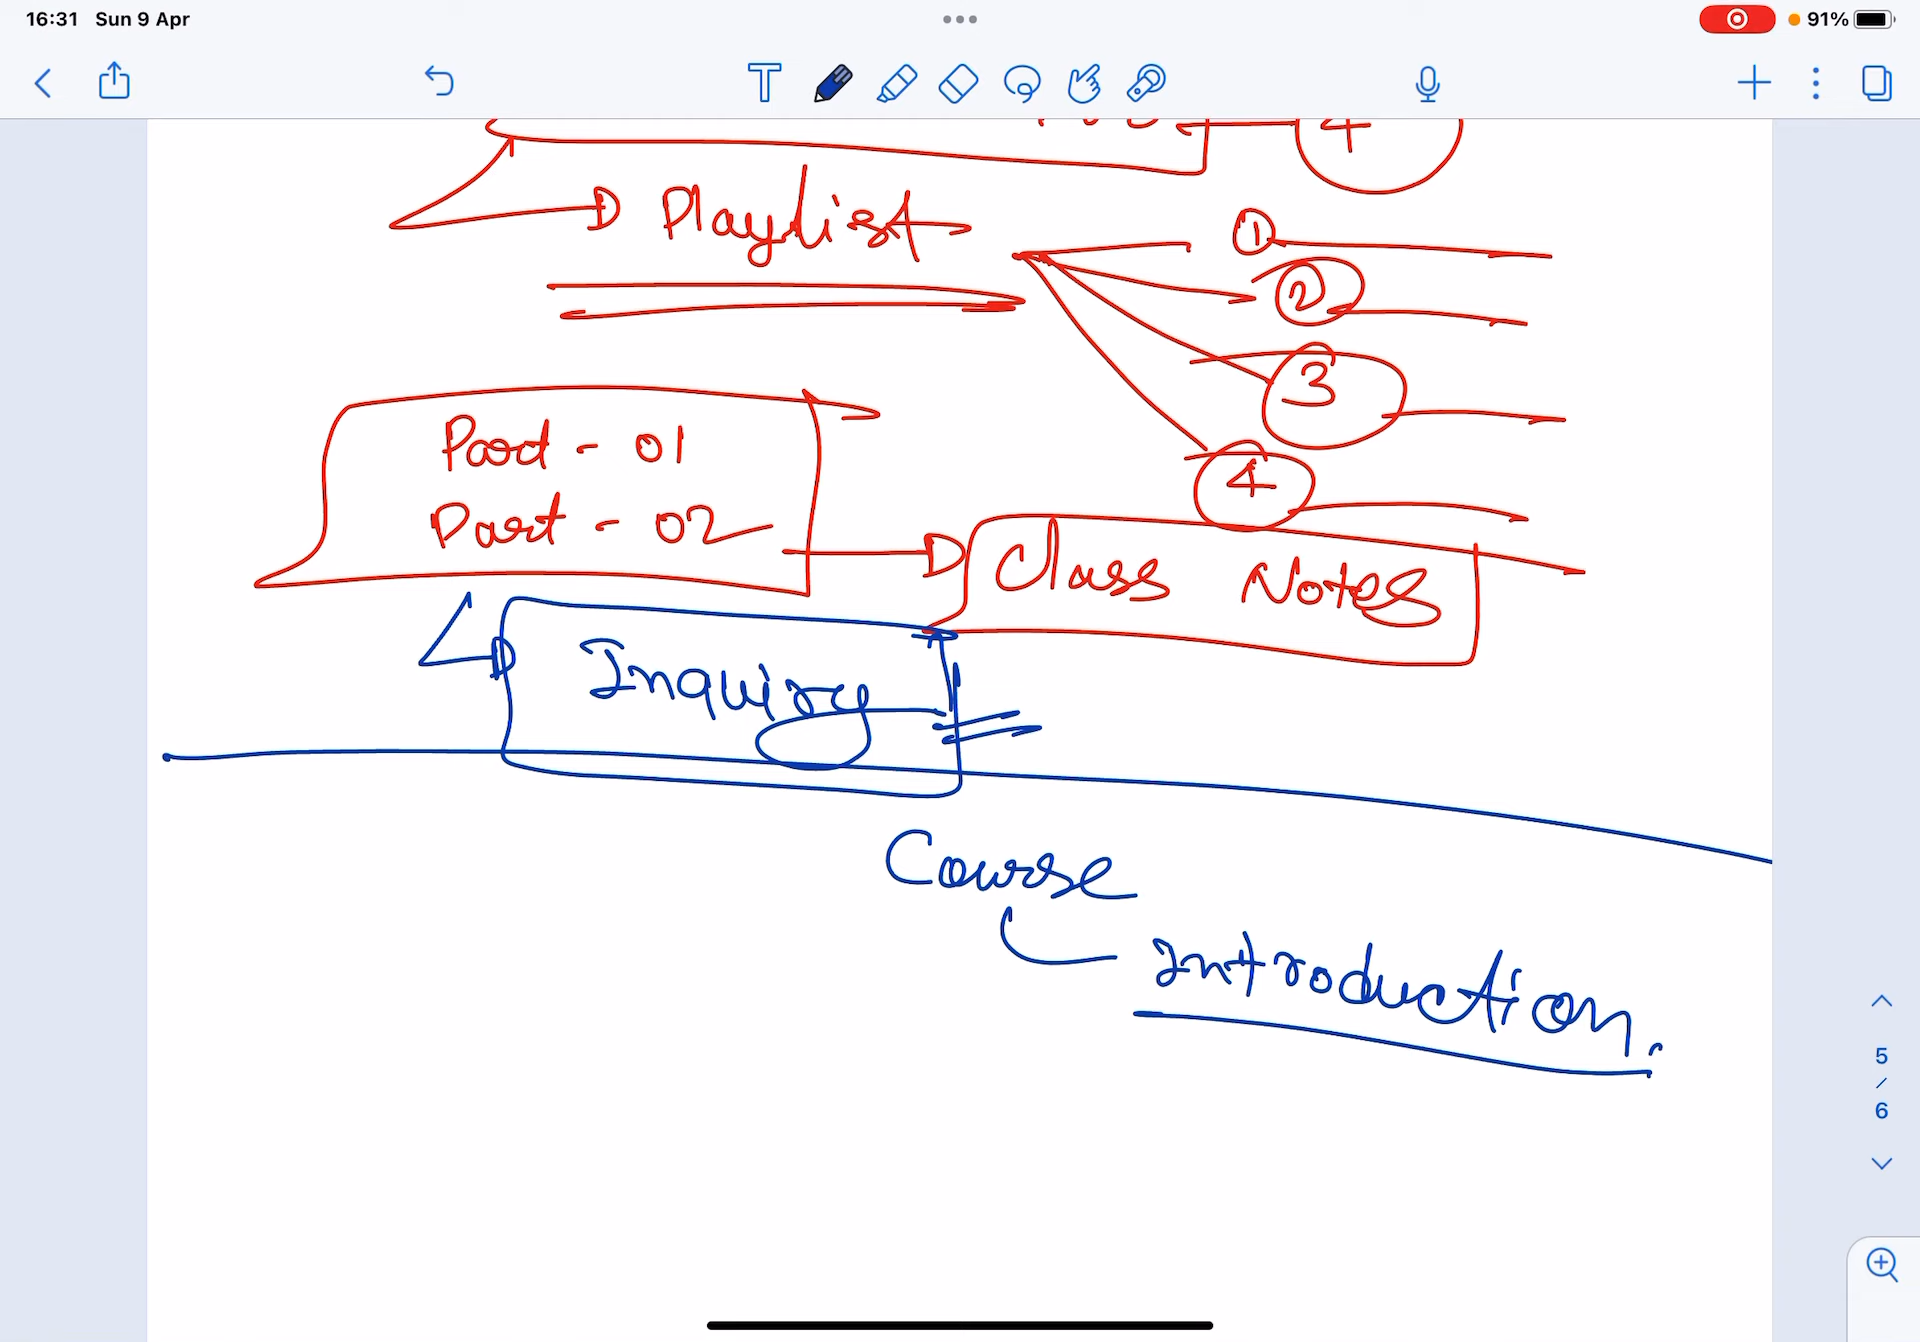 16:31 Sun 9 Apr
91%
4
Playlist
1
2
3
4
Part - 01
Part - 02
Class Notes
Inquiry
Course
Introduction.
5
/
6